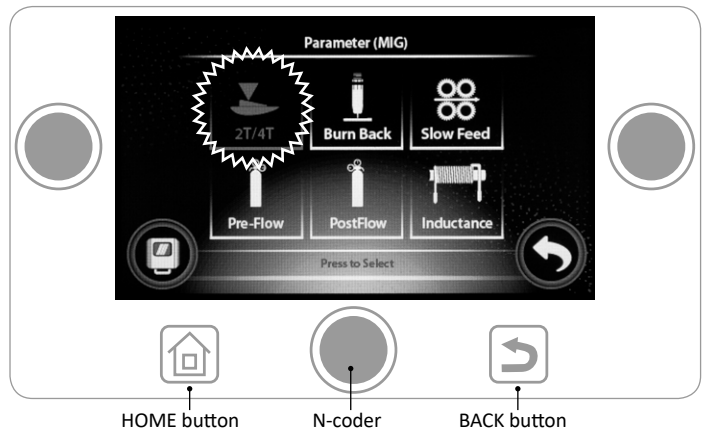 Parameter (MIG)
2T/4T
Burn Back
Slow Feed
Pre-Flow
PostFlow
Inductance
Press to Select
HOME button
N-coder
BACK button